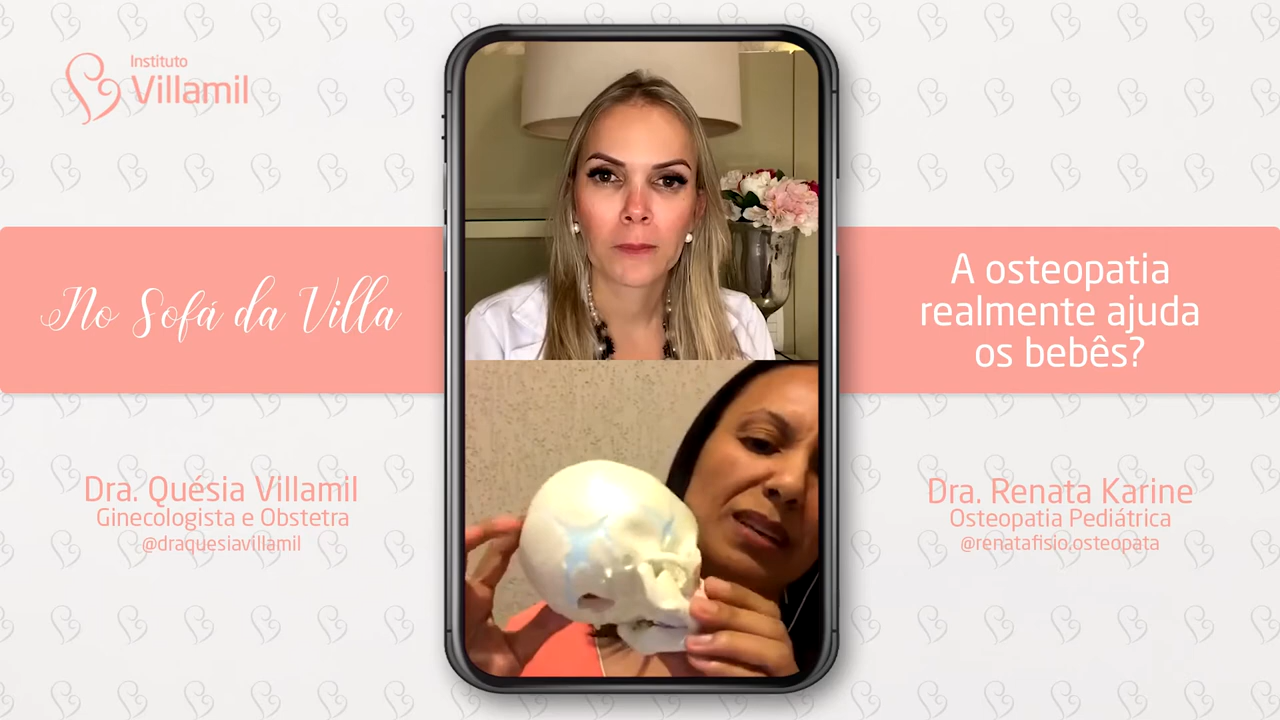 Instituto
Villamil
No Sofá da Villa
A osteopatia
realmente ajuda
os bebês?
Dra. Quésia Villamil
Ginecologista e Obstetra
@draquesiavillamil
Dra. Renata Karine
Osteopatia Pediátrica
@renatafisio.osteopata